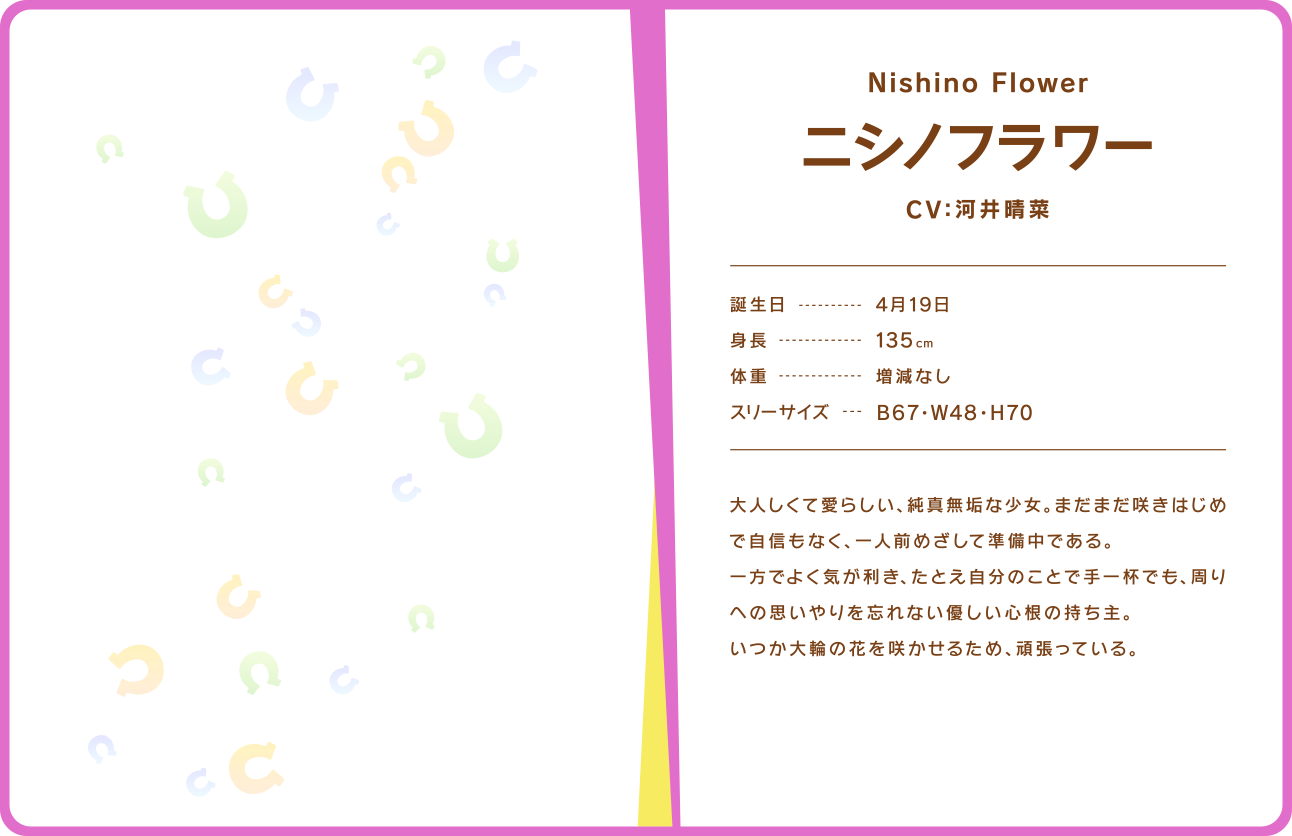 Nishino Flower
ニシノフラワー
CV:河井晴菜
誕生日 ---------- 4月19日
身長 ------------- 135cm
体重 ------------- 増減なし
スリーサイズ --- B67・W48・H70
大人しくて愛らしい、純真無垢な少女。まだまだ咲きはじめ
で自信もなく、一人前めざして準備中である。
一方でよく気が利き、たとえ自分のことで手一杯でも、周り
への思いやりを忘れない優しい心根の持ち主。
いつか大輪の花を咲かせるため、頑張っている。